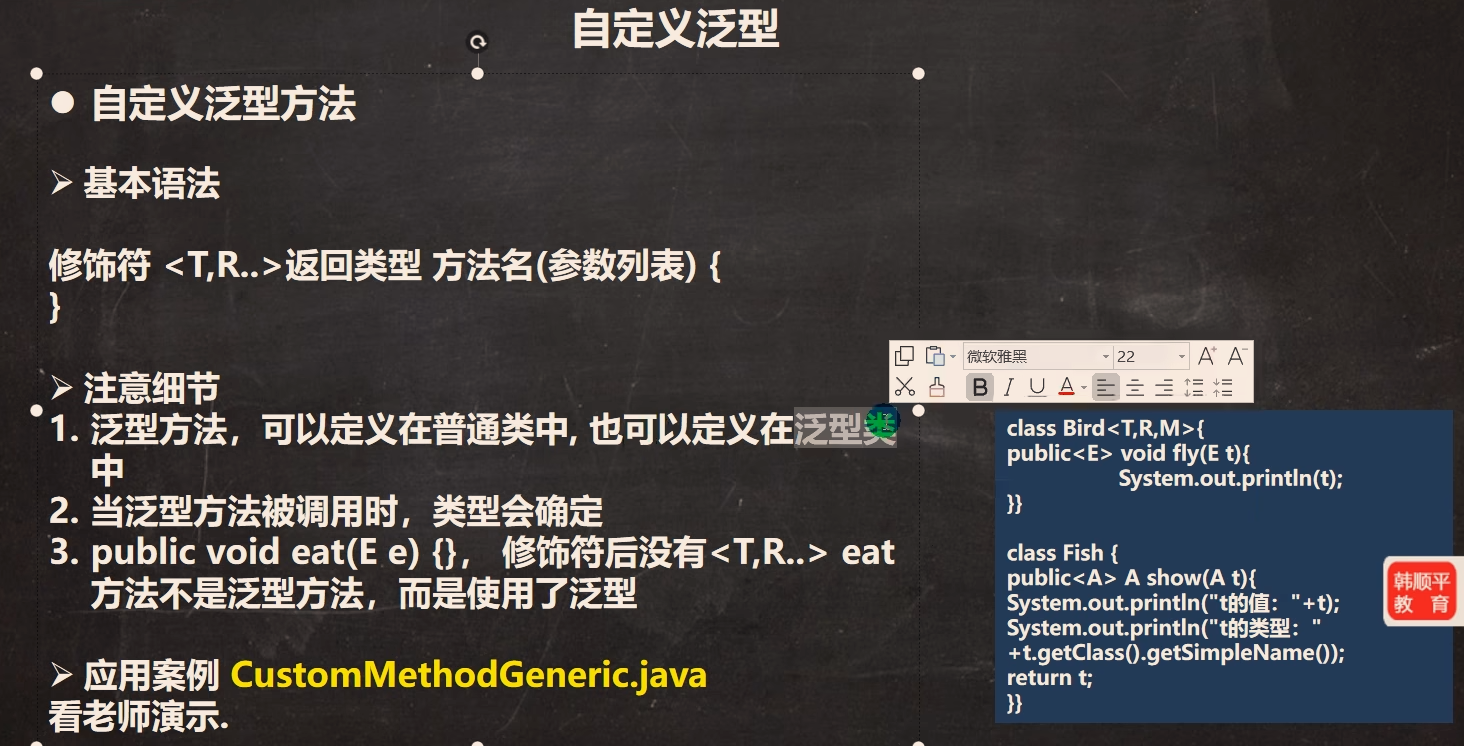 自定义泛型
● 自定义泛型方法
➢ 基本语法
修饰符 <T,R..>返回类型 方法名(参数列表) {
}
➢ 注意细节
1. 泛型方法，可以定义在普通类中, 也可以定义在泛型类
中
2. 当泛型方法被调用时，类型会确定
3. public void eat(E e) {}， 修饰符后没有<T,R..> eat
方法不是泛型方法，而是使用了泛型
➢ 应用案例 CustomMethodGeneric.java
看老师演示.
微软雅黑 22 A+ A-
B I U A
class Bird<T,R,M>{
public<E> void fly(E t){
System.out.println(t);
}}
class Fish {
public<A> A show(A t){
System.out.println("t的值："+t);
System.out.println("t的类型："
+t.getClass().getSimpleName());
return t;
}}
韩顺平
教 育